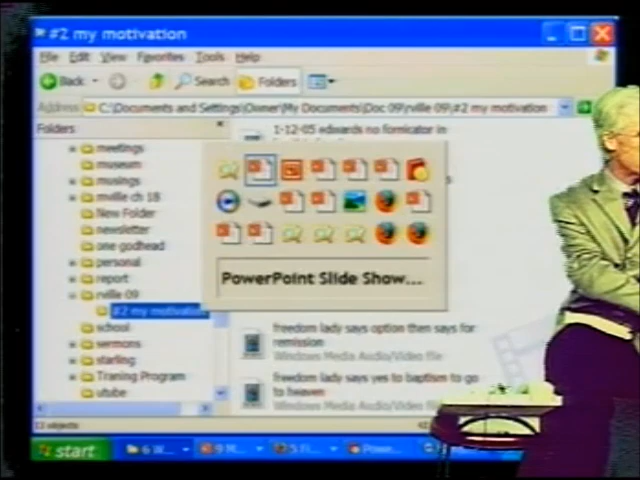 #2 my motivation
File Edit View Favorites Tools Help
Back Search Folders
Address C:\Documents and Settings\Owner\My Documents\Doc 09\rville 09\#2 my motivation
Folders
1-12-05 edwards no fornicator in
meetings
museum
musings
mville ch 18
New Folder
newsletter
one godhead
personal
report
rville 09
#2 my motivation
school
sermons
starling
Traning Program
utube
PowerPoint Slide Show...
freedom lady says option then says for
remission
Windows Media Audio/Video file
freedom lady says yes to baptism to go
to heaven
Windows Media Audio/Video file
13 objects
start